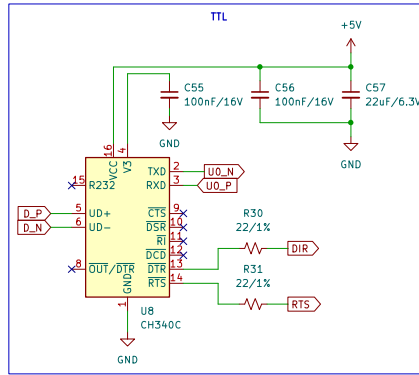 TTL
+5V
C55
100nF/16V
C56
100nF/16V
C57
22uF/6.3V
GND
GND
16
4
VCC
V3
15
R232
TXD
2
U0_N
RXD
3
U0_P
D_P
5
UD+
D_N
6
UD-
CTS
9
DSR
10
RI
11
DCD
12
8
OUT/DTR
DTR
13
RTS
14
R30
22/1%
DIR
R31
22/1%
RTS
GND
1
U8
CH340C
GND